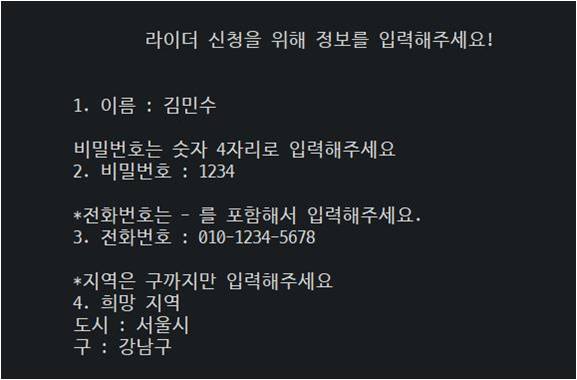 라이더 신청을 위해 정보를 입력해주세요!
1. 이름 : 김민수
비밀번호는 숫자 4자리로 입력해주세요
2. 비밀번호 : 1234
*전화번호는 - 를 포함해서 입력해주세요.
3. 전화번호 : 010-1234-5678
*지역은 구까지만 입력해주세요
4. 희망 지역
도시 : 서울시
구 : 강남구